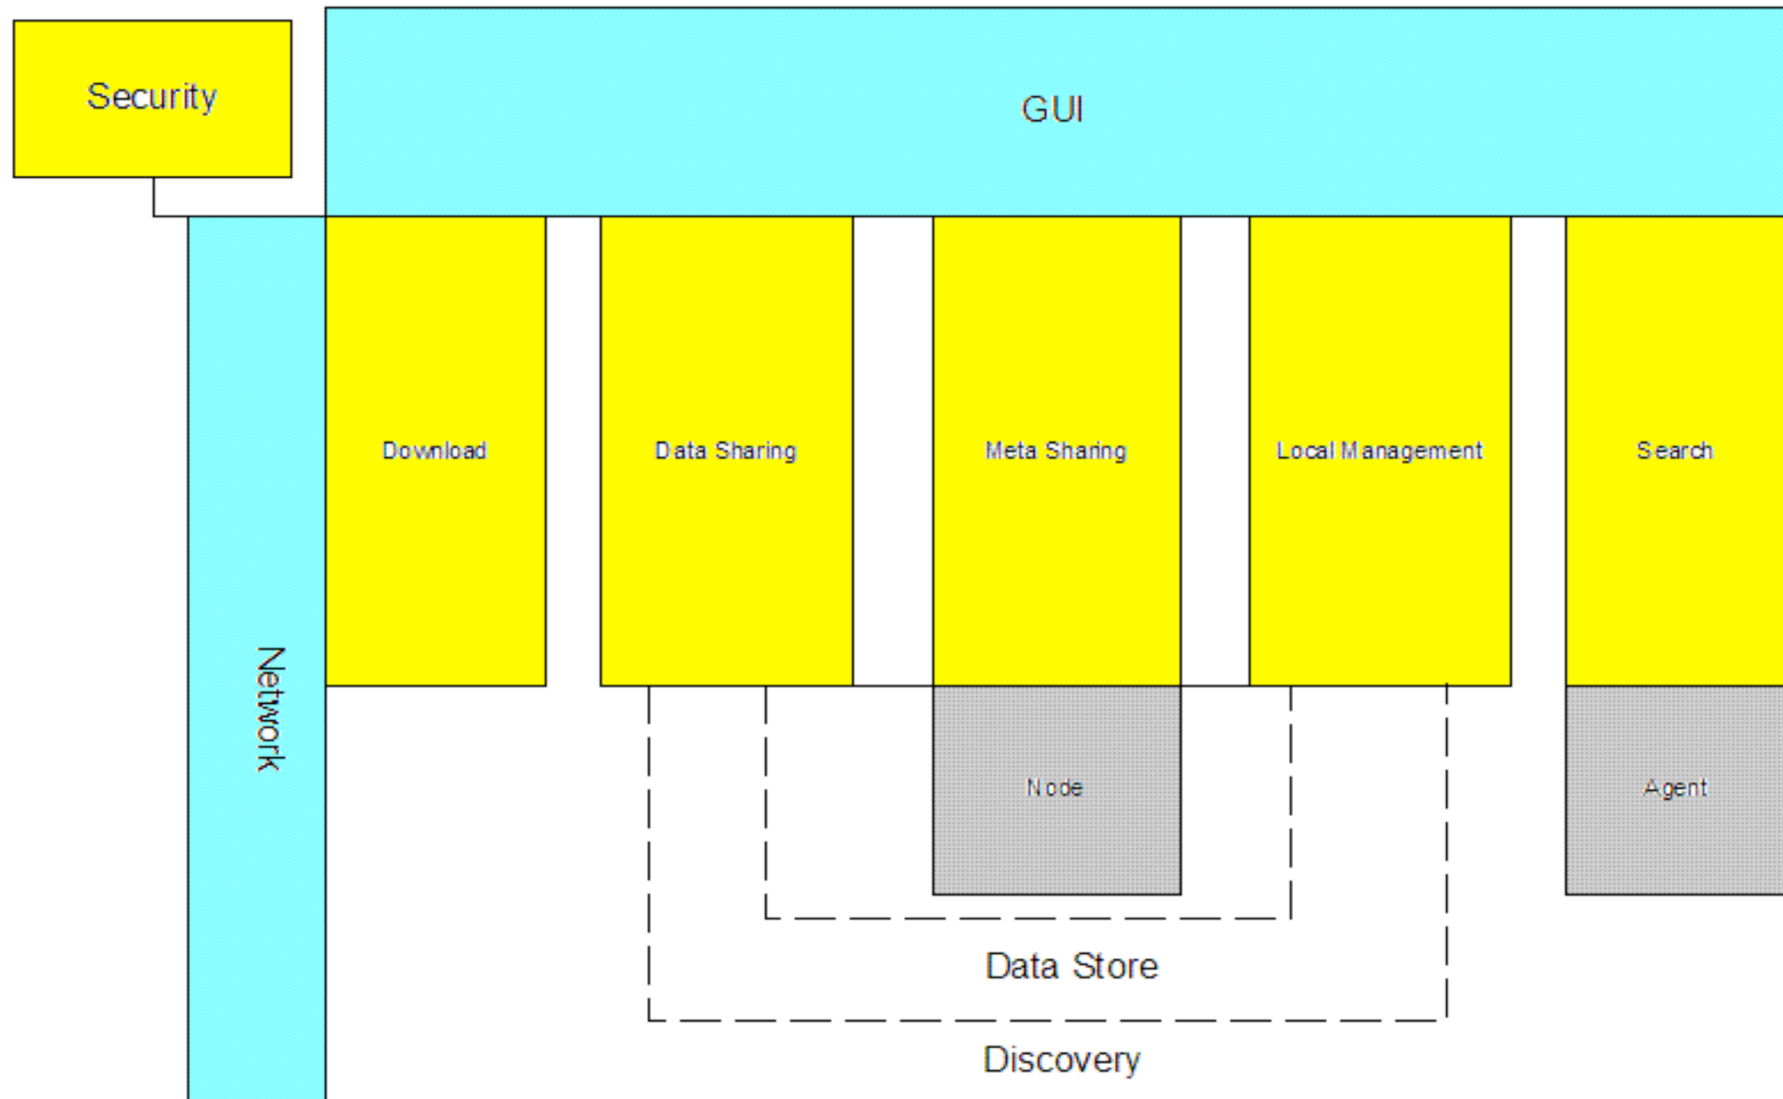 Security
GUI
Download
Data Sharing
Meta Sharing
Local Management
Search
Network
Node
Agent
Data Store
Discovery